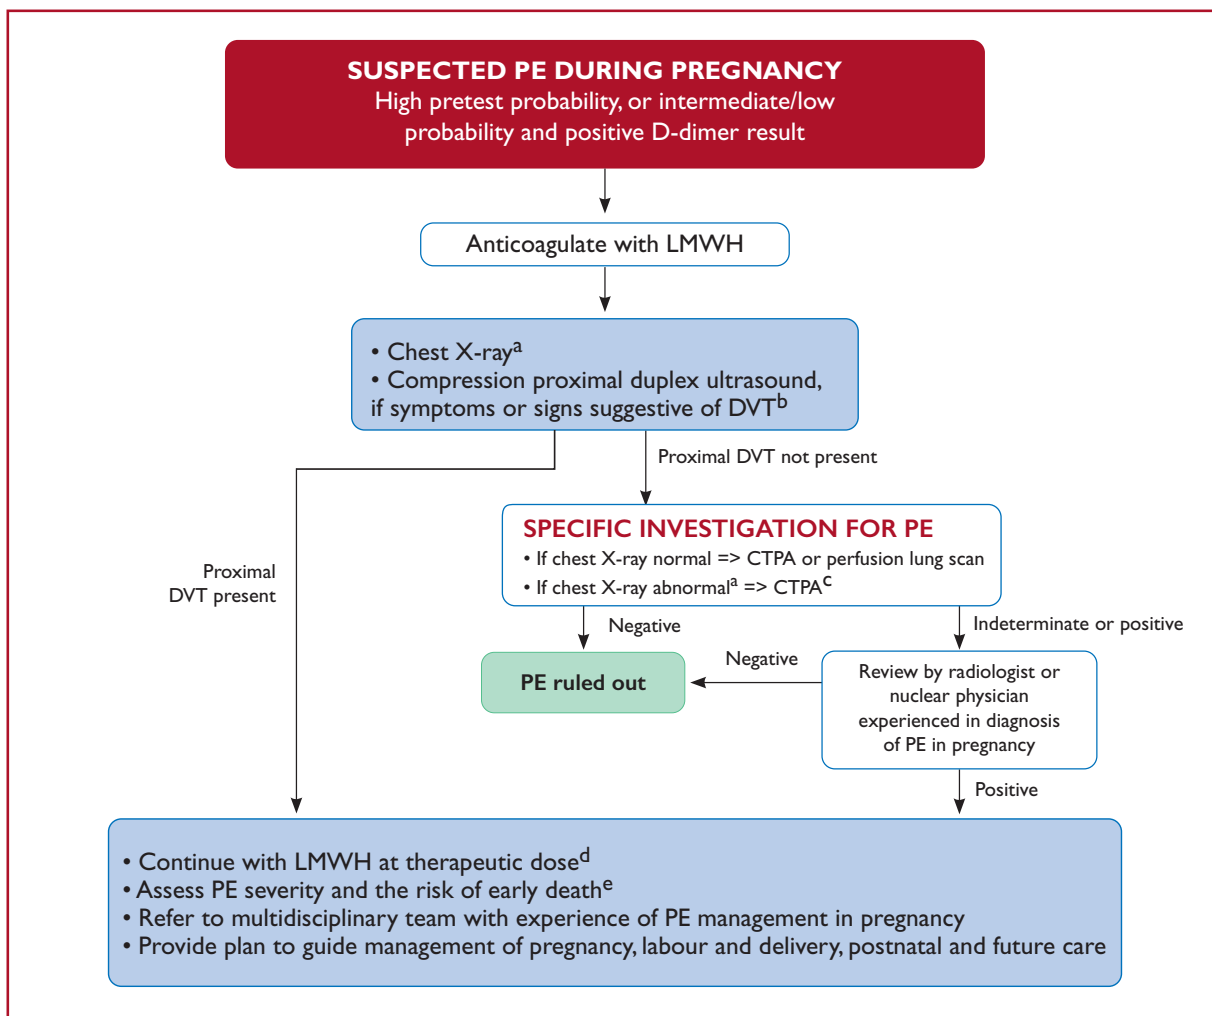 SUSPECTED PE DURING PREGNANCY
High pretest probability, or intermediate/low
probability and positive D-dimer result
Anticoagulate with LMWH
• Chest X-rayᵃ
• Compression proximal duplex ultrasound,
if symptoms or signs suggestive of DVTᵇ
Proximal DVT not present
Proximal
DVT present
SPECIFIC INVESTIGATION FOR PE
• If chest X-ray normal => CTPA or perfusion lung scan
• If chest X-ray abnormalᵃ => CTPAᶜ
Negative
Indeterminate or positive
PE ruled out
Negative
Review by radiologist or
nuclear physician
experienced in diagnosis
of PE in pregnancy
Positive
• Continue with LMWH at therapeutic doseᵈ
• Assess PE severity and the risk of early deathᵉ
• Refer to multidisciplinary team with experience of PE management in pregnancy
• Provide plan to guide management of pregnancy, labour and delivery, postnatal and future care